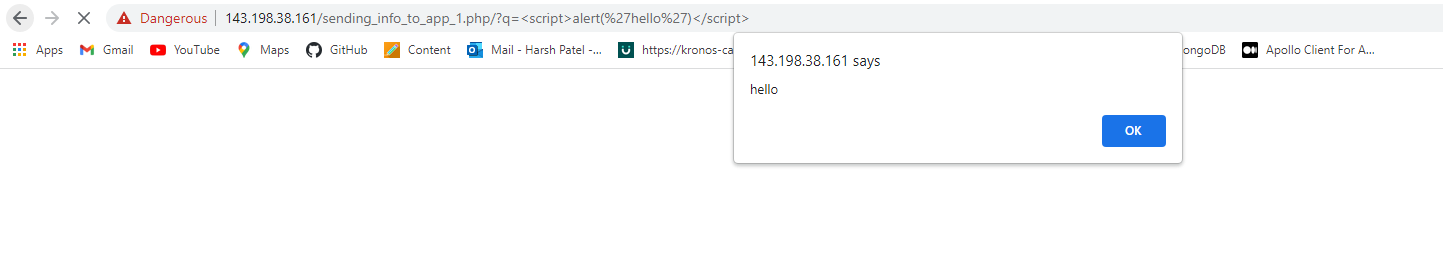 Dangerous 143.198.38.161/sending_info_to_app_1.php/?q=<script>alert(%27hello%27)</script>
Apps Gmail YouTube Maps GitHub Content Mail - Harsh Patel -... https://kronos-ca ongoDB Apollo Client For A...
143.198.38.161 says
hello
OK